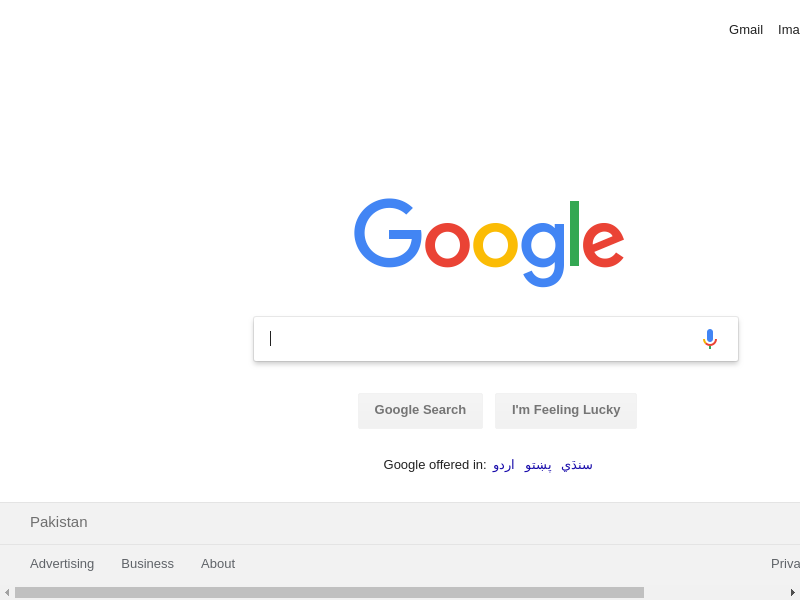 Gmail Ima
Google
Google Search I'm Feeling Lucky
Google offered in: اردو پښتو سنڌي
Pakistan
Advertising Business About Priva